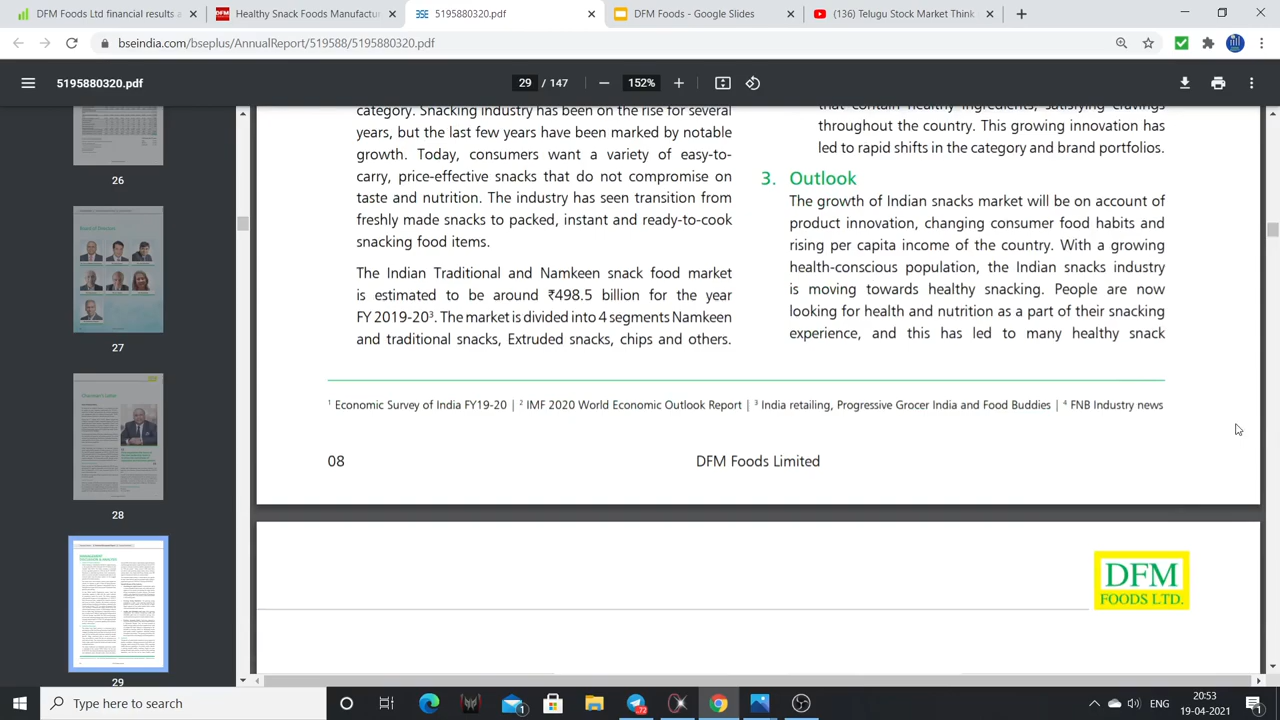 DFM Foods Ltd financial results a
Healthy Snack Foods Manufactur
5195880320.pdf
DFM Foods - Google Slides
(136) Telugu Stock Market Think
bseindia.com/bseplus/AnnualReport/519588/5195880320.pdf
5195880320.pdf
29 / 147
152%
26
27
28
29
category. Snacking industry has been on the rise for several
years, but the last few years have been marked by notable
growth. Today, consumers want a variety of easy-to-
carry, price-effective snacks that do not compromise on
taste and nutrition. The industry has seen transition from
freshly made snacks to packed, instant and ready-to-cook
snacking food items.
The Indian Traditional and Namkeen snack food market
is estimated to be around ₹498.5 billion for the year
FY 2019-20³. The market is divided into 4 segments Namkeen
and traditional snacks, Extruded snacks, chips and others.
that contain healthy ingredients, satisfying cravings
throughout the country. This growing innovation has
led to rapid shifts in the category and brand portfolios.
3. Outlook
The growth of Indian snacks market will be on account of
product innovation, changing consumer food habits and
rising per capita income of the country. With a growing
health-conscious population, the Indian snacks industry
is moving towards healthy snacking. People are now
looking for health and nutrition as a part of their snacking
experience, and this has led to many healthy snack
¹ Economic Survey of India FY19-20 | ² IMF 2020 World Economic Outlook Report | ³ India retailing, Progressive Grocer India and Food Buddies | ⁴ FNB Industry news
08
DFM Foods Limited
DFM
FOODS LTD.
Type here to search
ENG
20:53
19-04-2021